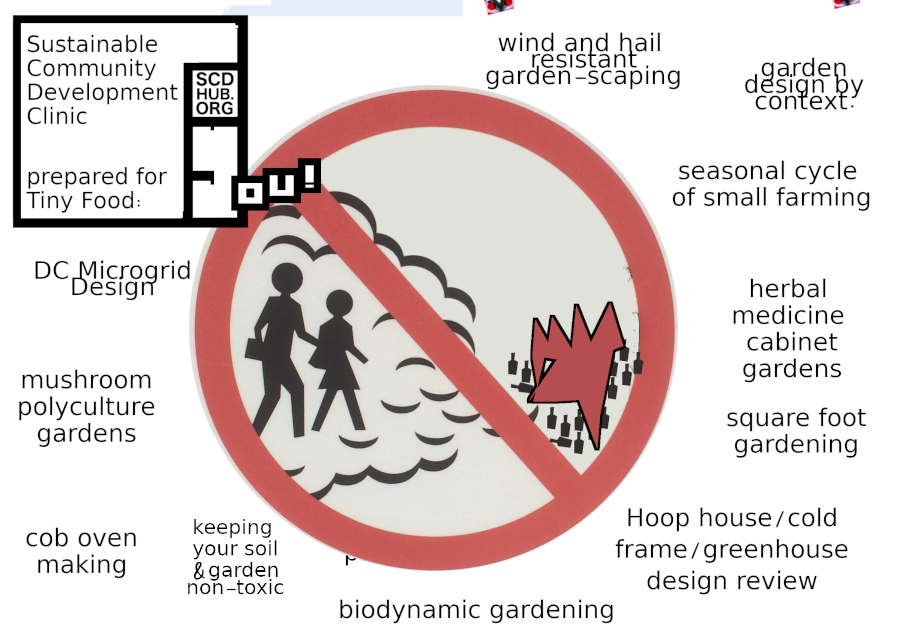 Sustainable
Community
Development
Clinic
SCD
HUB.
ORG
prepared for
Tiny Food:
wind and hail
resistant
garden-scaping
garden
design by
context:
seasonal cycle
of small farming
DC Microgrid
Design
herbal
medicine
cabinet
gardens
mushroom
polyculture
gardens
square foot
gardening
cob oven
making
keeping
your soil
&garden
non-toxic
Hoop house/cold
frame/greenhouse
design review
biodynamic gardening